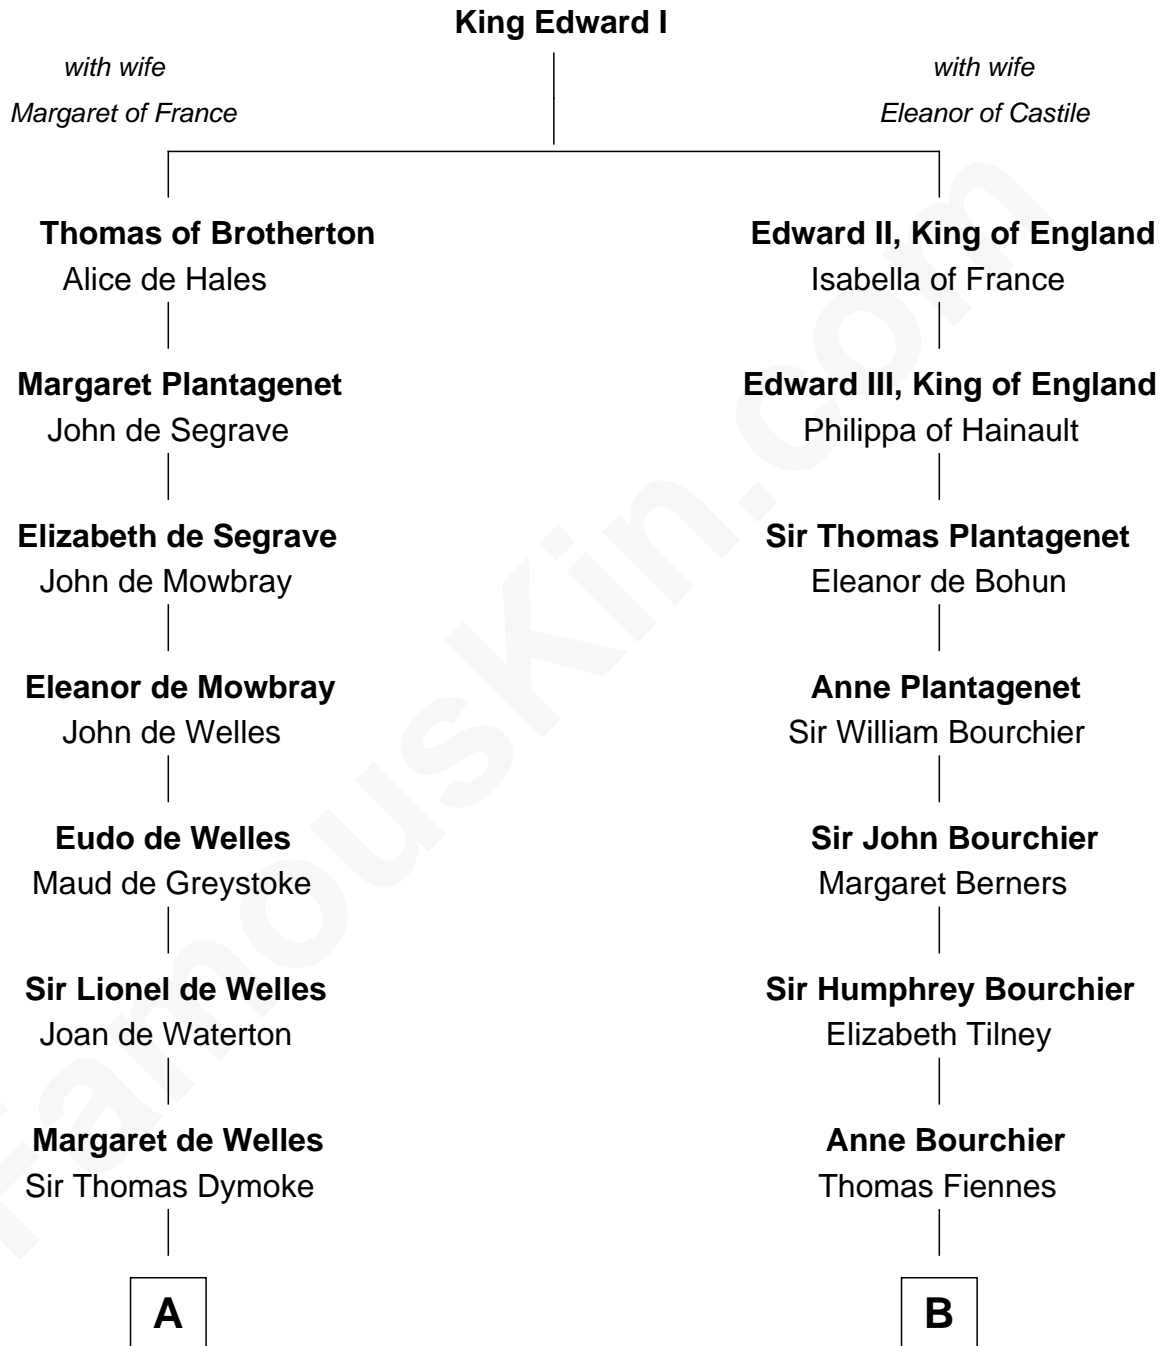 King Edward I
with wife
Margaret of France
with wife
Eleanor of Castile
Thomas of Brotherton
Alice de Hales
Edward II, King of England
Isabella of France
Margaret Plantagenet
John de Segrave
Edward III, King of England
Philippa of Hainault
Elizabeth de Segrave
John de Mowbray
Sir Thomas Plantagenet
Eleanor de Bohun
Eleanor de Mowbray
John de Welles
Anne Plantagenet
Sir William Bourchier
Eudo de Welles
Maud de Greystoke
Sir John Bourchier
Margaret Berners
Sir Lionel de Welles
Joan de Waterton
Sir Humphrey Bourchier
Elizabeth Tilney
Margaret de Welles
Sir Thomas Dymoke
Anne Bourchier
Thomas Fiennes
A
B
FamousKin.com